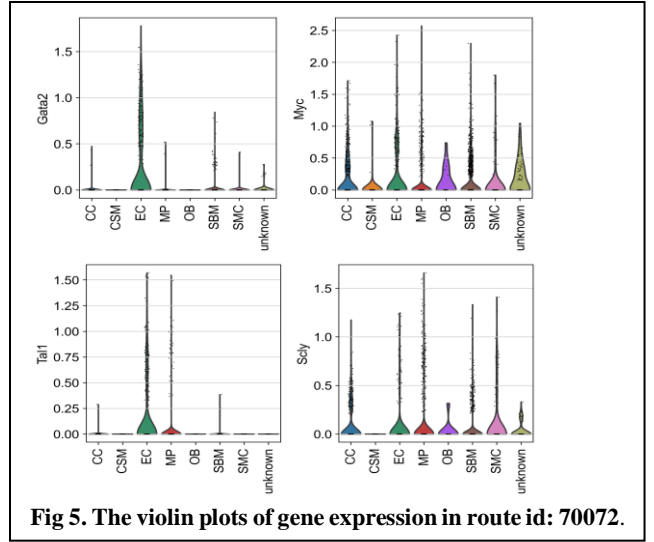 Gata2
1.5
1.0
0.5
0.0
CC CSM EC MP OB SBM SMC unknown
Myc
2.5
2.0
1.5
1.0
0.5
0.0
CC CSM EC MP OB SBM SMC unknown
Tal1
1.50
1.25
1.00
0.75
0.50
0.25
0.00
CC CSM EC MP OB SBM SMC unknown
Scly
1.5
1.0
0.5
0.0
CC CSM EC MP OB SBM SMC unknown
Fig 5. The violin plots of gene expression in route id: 70072.